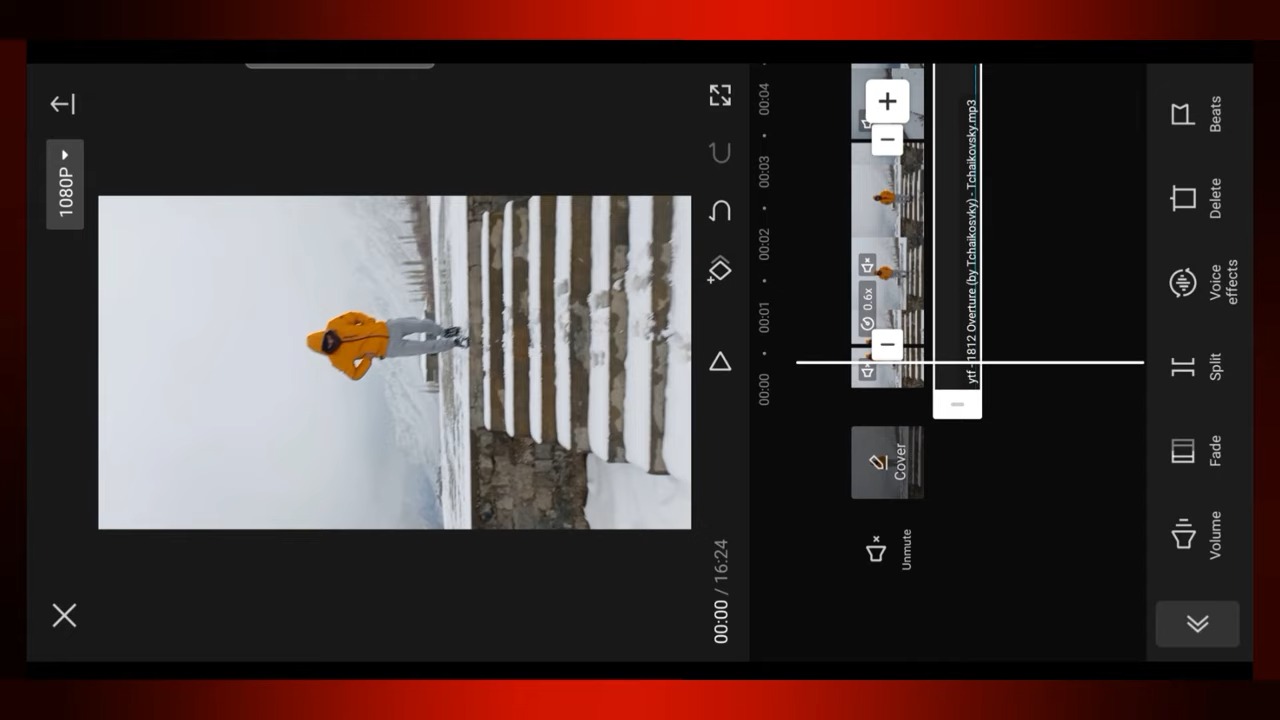 1080P
00:00 / 16:24
00:00
00:01
00:02
00:03
00:04
Unmute
Cover
0.6x
ytf - 1812 Overture (by Tchaikosvky) - Tchaikovsky.mp3
Volume
Fade
Split
Voice
effects
Delete
Beats